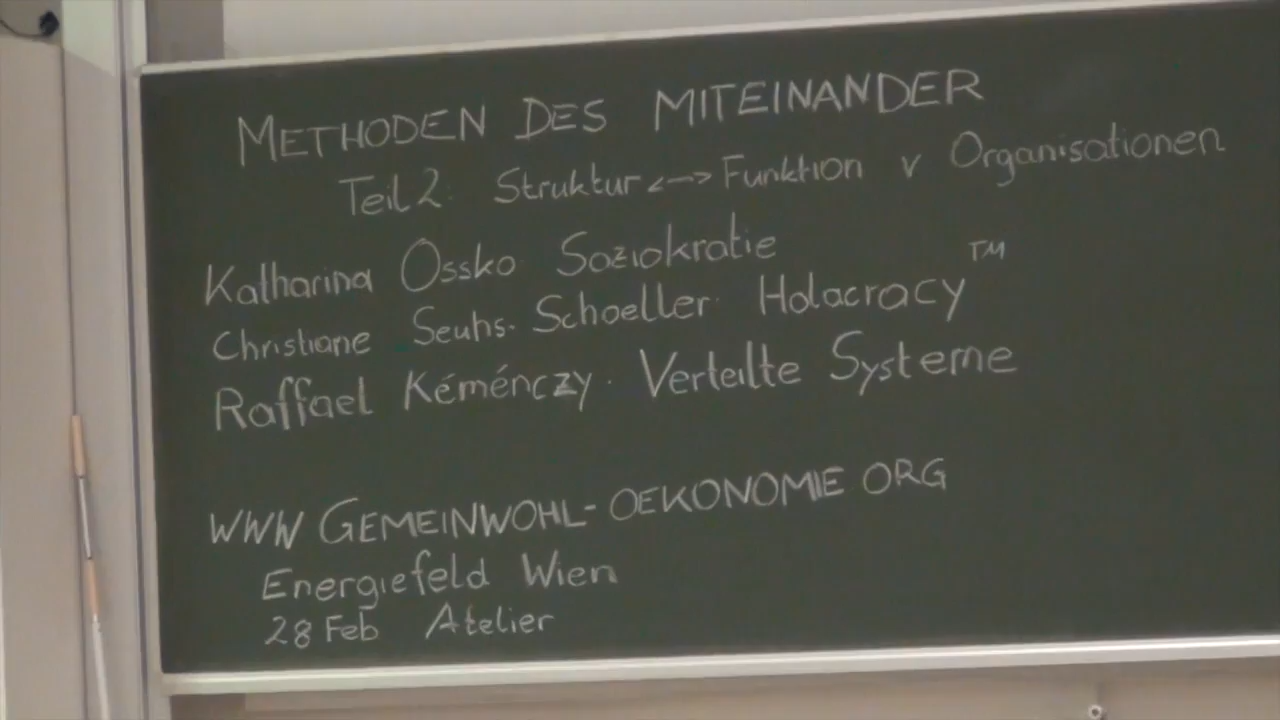 METHODEN DES MITEINANDER
Teil 2: Struktur <--> Funktion v Organisationen
Katharina Ossko Soziokratie
Christiane Seuhs-Schoeller· Holacracy™
Raffael Kéménczy· Verteilte Systeme
WWW GEMEINWOHL-OEKONOMIE ORG
Energiefeld Wien
28 Feb Atelier